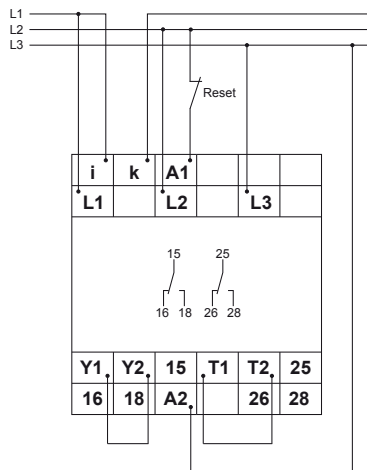 L1
L2
L3
Reset
i k A1
L1 L2 L3
15 25
16 18 26 28
Y1 Y2 15 T1 T2 25
16 18 A2 26 28